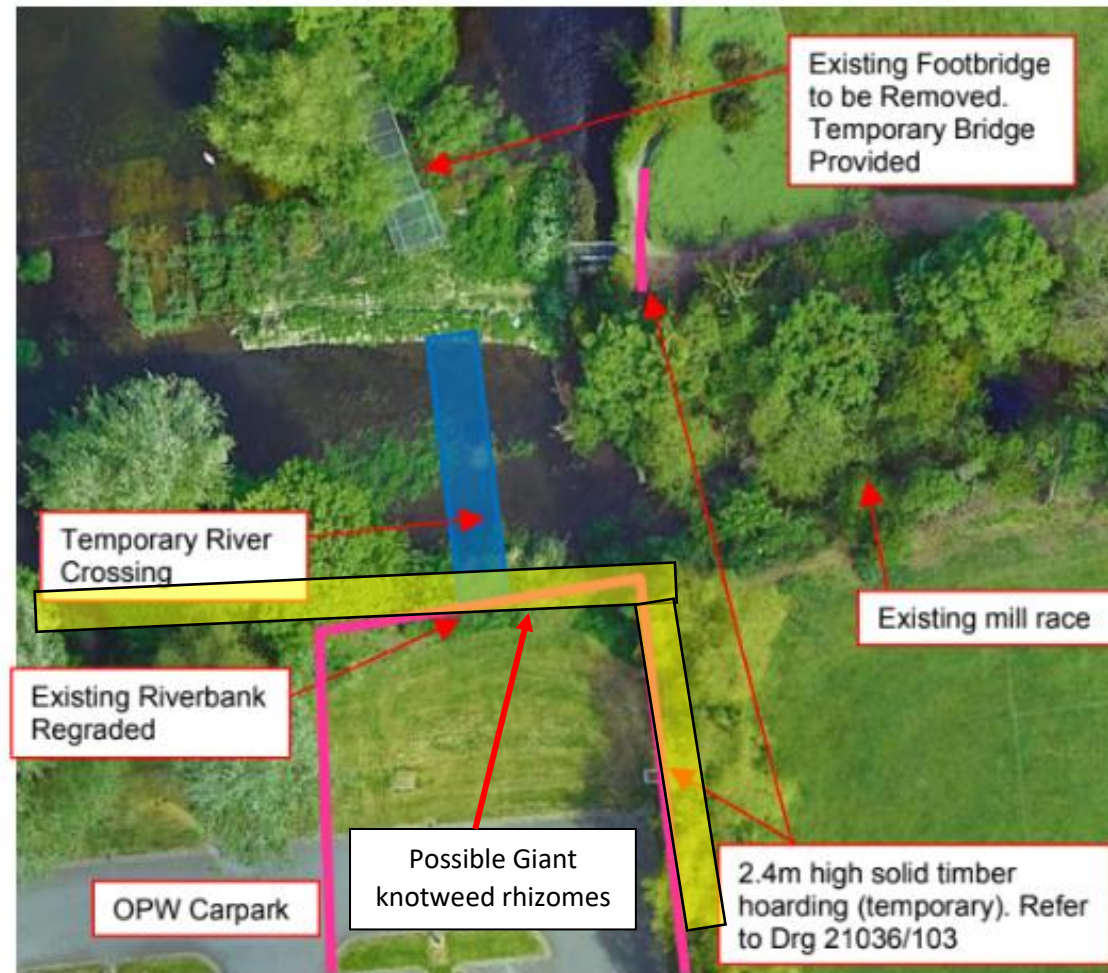 Existing Footbridge
to be Removed.
Temporary Bridge
Provided
Temporary River
Crossing
Existing mill race
Existing Riverbank
Regraded
Possible Giant
knotweed rhizomes
OPW Carpark
2.4m high solid timber
hoarding (temporary). Refer
to Drg 21036/103